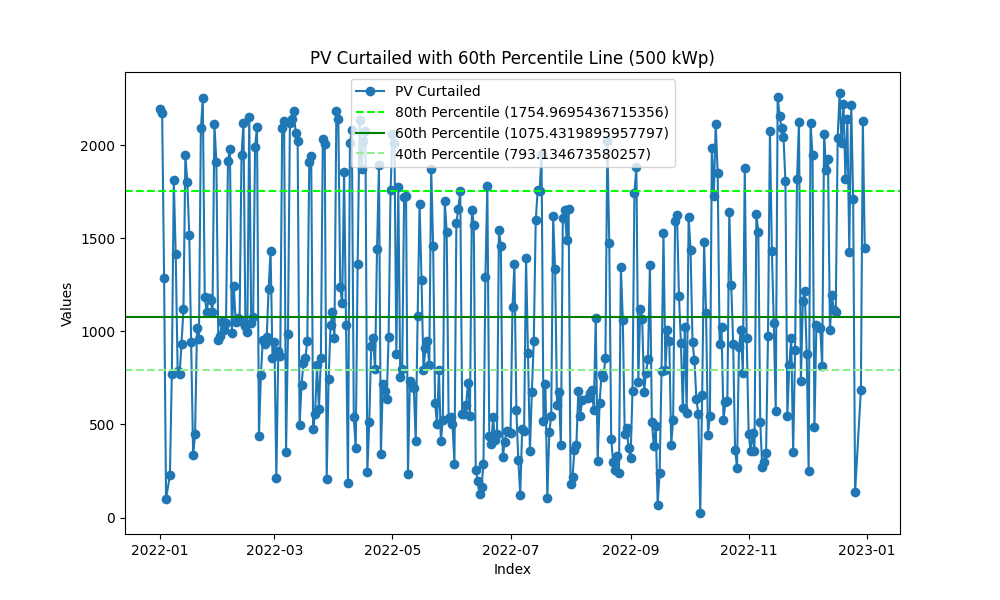 PV Curtailed with 60th Percentile Line (500 kWp)
PV Curtailed
80th Percentile (1754.9695436715356)
60th Percentile (1075.4319895957797)
40th Percentile (793.134673580257)
Values
2000
1500
1000
500
0
2022-01 2022-03 2022-05 2022-07 2022-09 2022-11 2023-01
Index